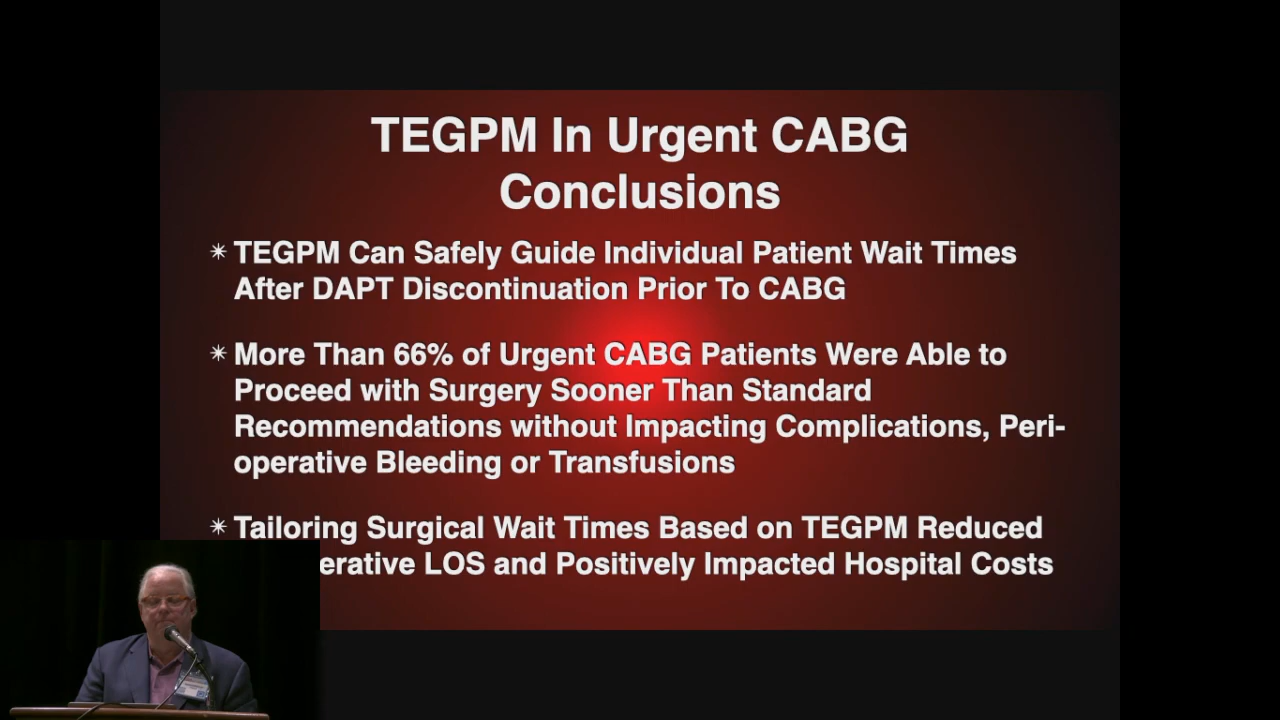 TEGPM In Urgent CABG
Conclusions
✴ TEGPM Can Safely Guide Individual Patient Wait Times
After DAPT Discontinuation Prior To CABG
✴ More Than 66% of Urgent CABG Patients Were Able to
Proceed with Surgery Sooner Than Standard
Recommendations without Impacting Complications, Peri-
operative Bleeding or Transfusions
✴ Tailoring Surgical Wait Times Based on TEGPM Reduced
erative LOS and Positively Impacted Hospital Costs